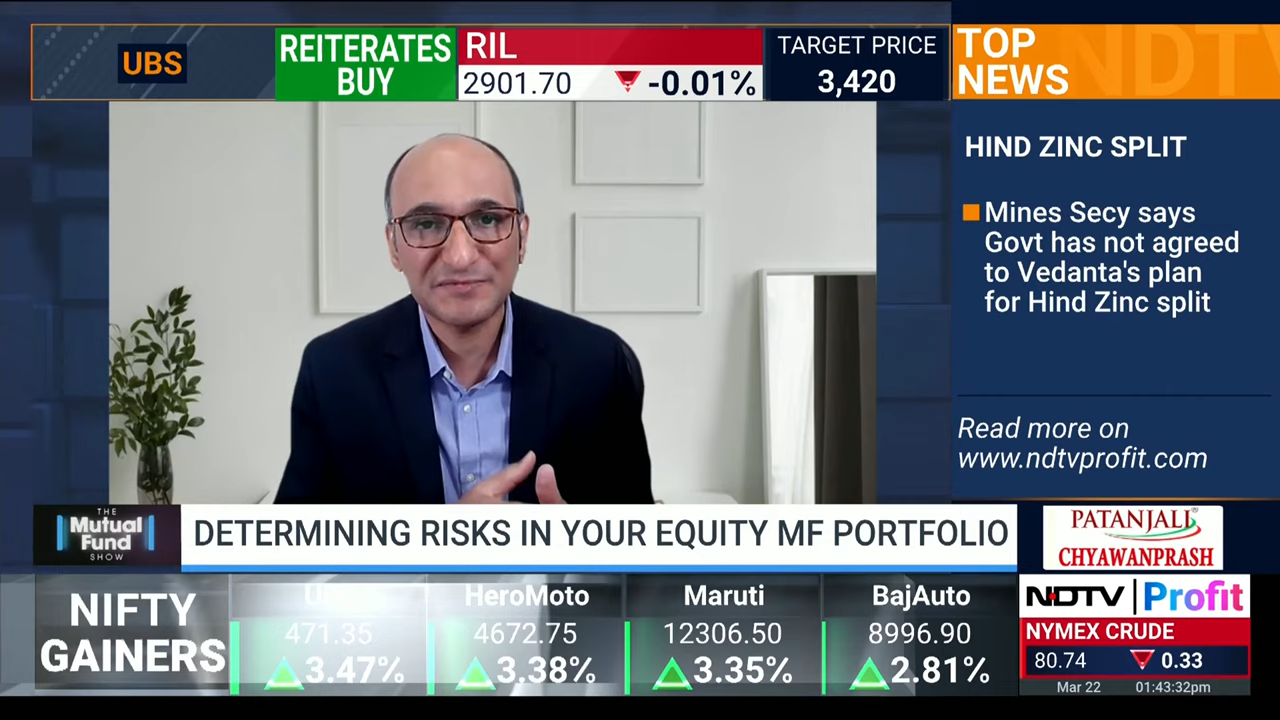 UBS
REITERATES
BUY
RIL
2901.70 ▼ -0.01%
TARGET PRICE
3,420
TOP
NEWS
HIND ZINC SPLIT
Mines Secy says
Govt has not agreed
to Vedanta's plan
for Hind Zinc split
Read more on
www.ndtvprofit.com
THE
Mutual
Fund
SHOW
DETERMINING RISKS IN YOUR EQUITY MF PORTFOLIO
PATANJALI
CHYAWANPRASH
NIFTY
GAINERS
471.35
▲ 3.47%
HeroMoto
4672.75
▲ 3.38%
Maruti
12306.50
▲ 3.35%
BajAuto
8996.90
▲ 2.81%
NDTV | Profit
NYMEX CRUDE
80.74 ▼ 0.33
Mar 22 01:43:32pm